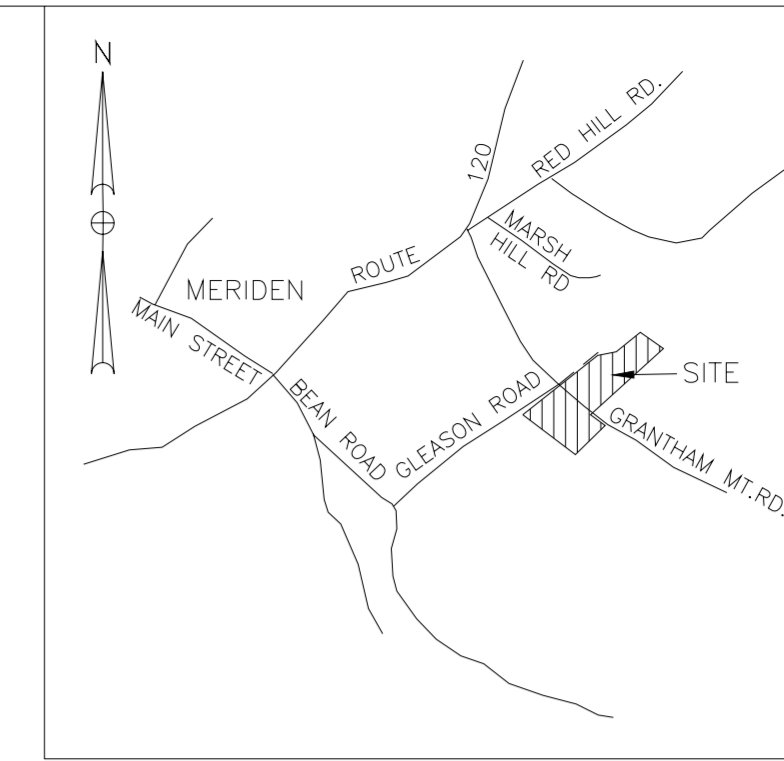 N
120
RED HILL RD.
MARSH
HILL RD
ROUTE
MERIDEN
MAIN STREET
BEAN ROAD
GLEASON ROAD
SITE
GRANTHAM MT.RD.